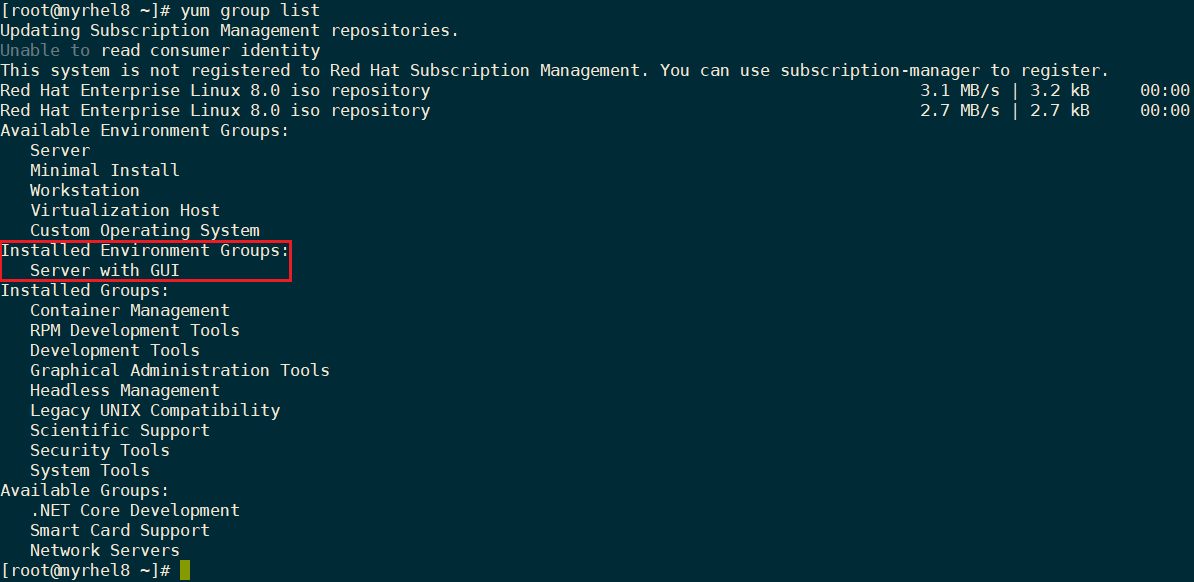 [root@myrhel8 ~]# yum group list
Updating Subscription Management repositories.
Unable to read consumer identity
This system is not registered to Red Hat Subscription Management. You can use subscription-manager to register.
Red Hat Enterprise Linux 8.0 iso repository 3.1 MB/s | 3.2 kB 00:00
Red Hat Enterprise Linux 8.0 iso repository 2.7 MB/s | 2.7 kB 00:00
Available Environment Groups:
Server
Minimal Install
Workstation
Virtualization Host
Custom Operating System
Installed Environment Groups:
Server with GUI
Installed Groups:
Container Management
RPM Development Tools
Development Tools
Graphical Administration Tools
Headless Management
Legacy UNIX Compatibility
Scientific Support
Security Tools
System Tools
Available Groups:
.NET Core Development
Smart Card Support
Network Servers
[root@myrhel8 ~]#